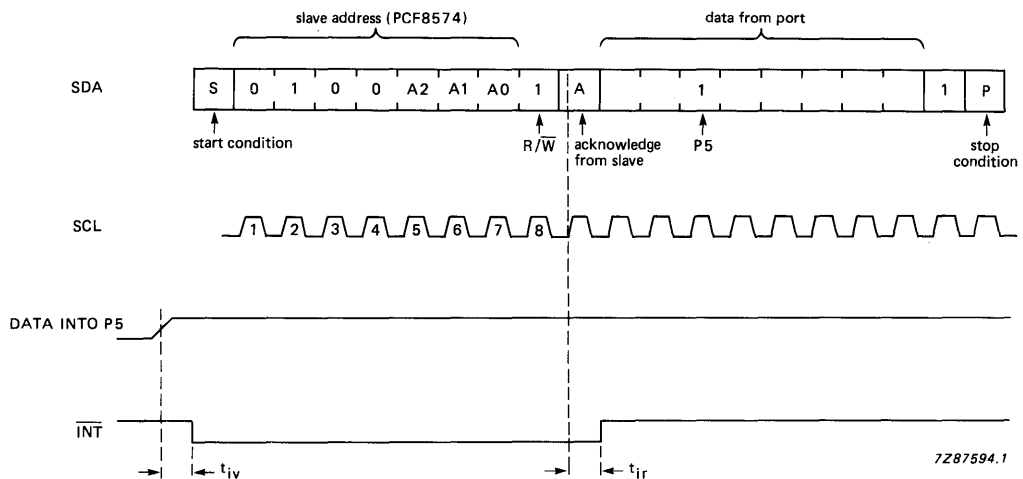 slave address (PCF8574)
data from port
SDA
S 0 1 0 0 A2 A1 A0 1 A 1 1 P
start condition
R/W̅
acknowledge
from slave
P5
stop
condition
SCL
1 2 3 4 5 6 7 8
DATA INTO P5
I̅N̅T̅
t_iv
t_ir
7Z87594.1